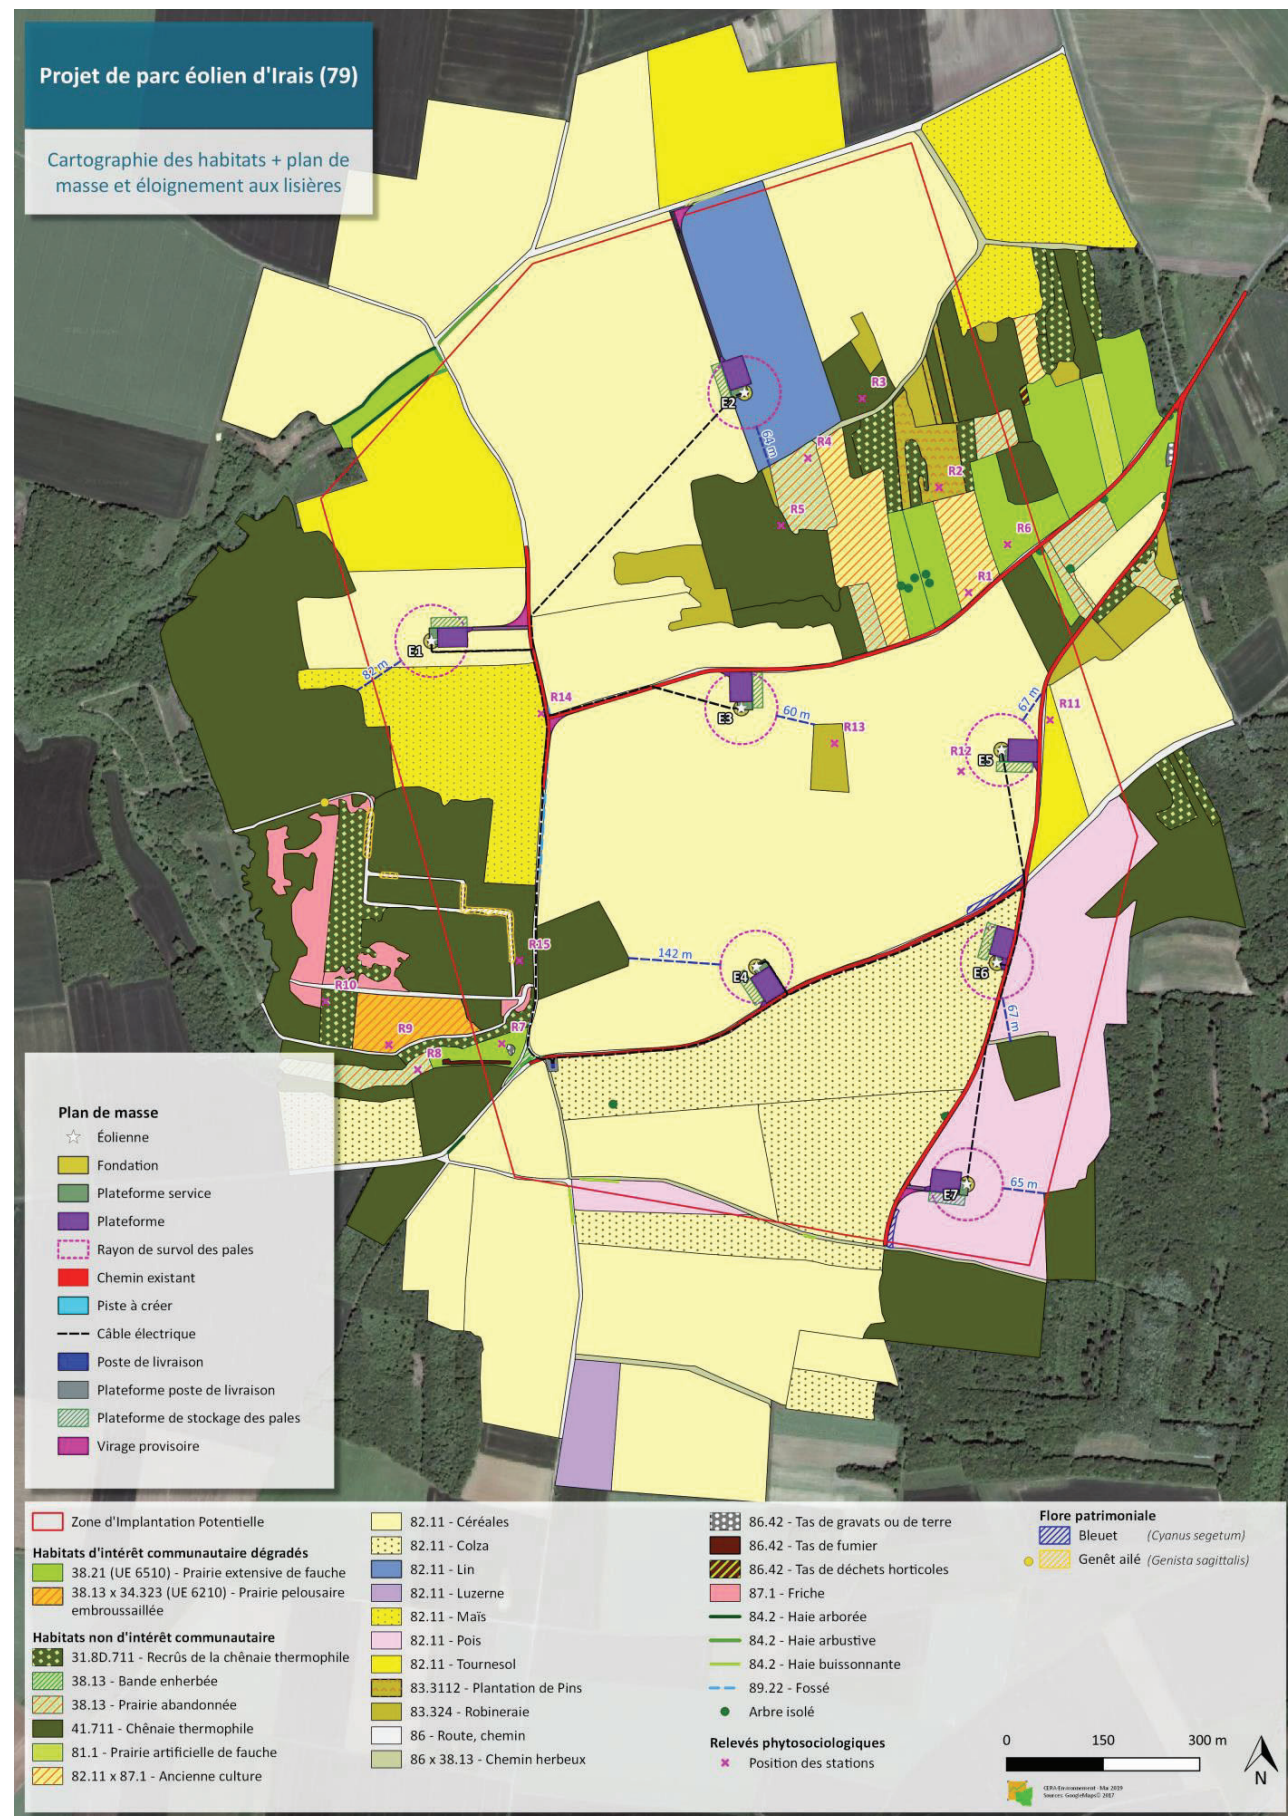 Projet de parc éolien d'Irais (79)
Cartographie des habitats + plan de
masse et éloignement aux lisières
E2
64 m
R3
R4
R2
R5
R6
R1
E1
82 m
R14
E3
60 m
R13
67 m
R11
R12
E5
R15
142 m
E4
E6
67 m
R10
R9
R7
R8
E7
65 m
Plan de masse
Éolienne
Fondation
Plateforme service
Plateforme
Rayon de survol des pales
Chemin existant
Piste à créer
Câble électrique
Poste de livraison
Plateforme poste de livraison
Plateforme de stockage des pales
Virage provisoire
Zone d'Implantation Potentielle
Habitats d'intérêt communautaire dégradés
38.21 (UE 6510) - Prairie extensive de fauche
38.13 x 34.323 (UE 6210) - Prairie pelousaire
embroussaillée
Habitats non d'intérêt communautaire
31.8D.711 - Recrûs de la chênaie thermophile
38.13 - Bande enherbée
38.13 - Prairie abandonnée
41.711 - Chênaie thermophile
81.1 - Prairie artificielle de fauche
82.11 x 87.1 - Ancienne culture
82.11 - Céréales
82.11 - Colza
82.11 - Lin
82.11 - Luzerne
82.11 - Maïs
82.11 - Pois
82.11 - Tournesol
83.3112 - Plantation de Pins
83.324 - Robineraie
86 - Route, chemin
86 x 38.13 - Chemin herbeux
86.42 - Tas de gravats ou de terre
86.42 - Tas de fumier
86.42 - Tas de déchets horticoles
87.1 - Friche
84.2 - Haie arborée
84.2 - Haie arbustive
84.2 - Haie buissonnante
89.22 - Fossé
Arbre isolé
Relevés phytosociologiques
Position des stations
Flore patrimoniale
Bleuet (Cyanus segetum)
Genêt ailé (Genista sagittalis)
0 150 300 m
N
CERA Environnement - Mai 2019
Sources: GoogleMaps© 2017